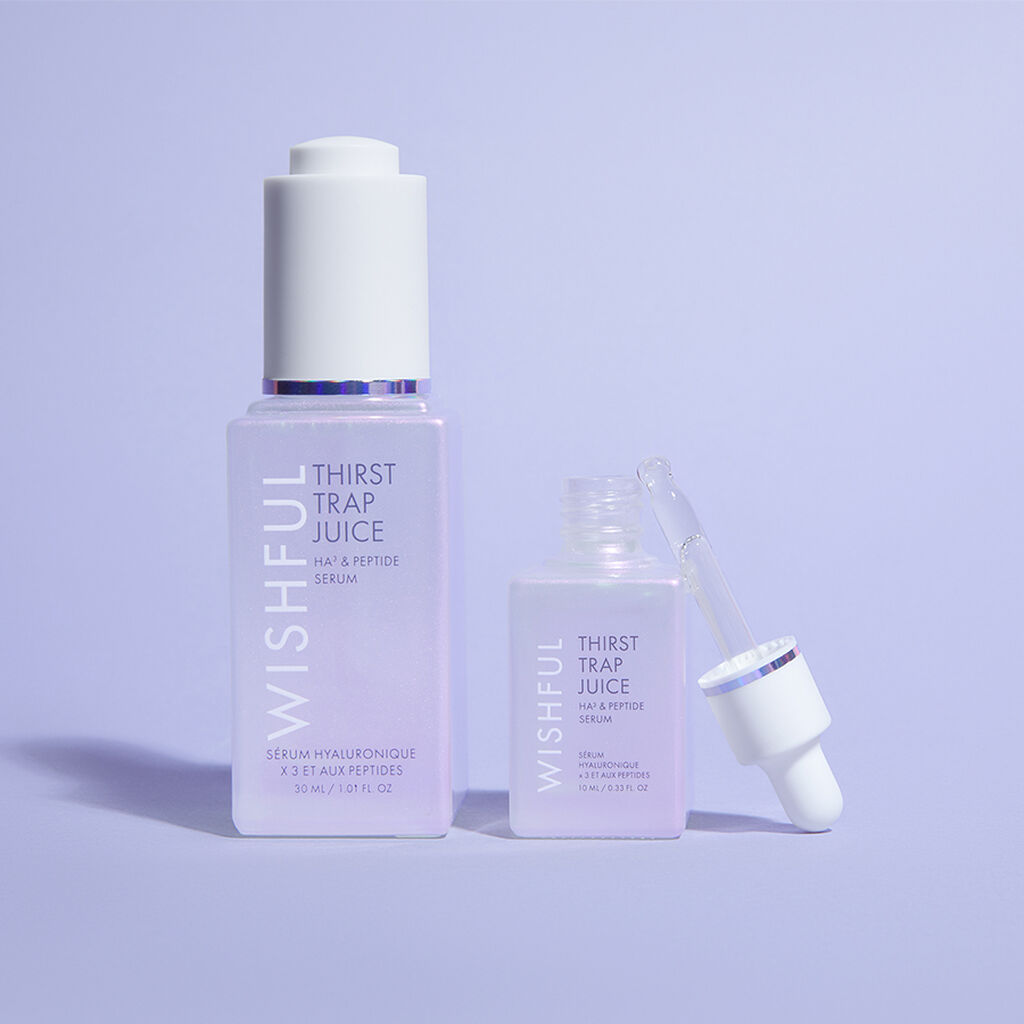 WISHFUL
THIRST
TRAP
JUICE
HA³ & PEPTIDE
SERUM
SÉRUM HYALURONIQUE
X 3 ET AUX PEPTIDES
30 ML / 1.01 FL. OZ
WISHFUL
THIRST
TRAP
JUICE
HA³ & PEPTIDE
SERUM
SÉRUM
HYALURONIQUE
x 3 ET AUX PEPTIDES
10 ML / 0.33 FL. OZ